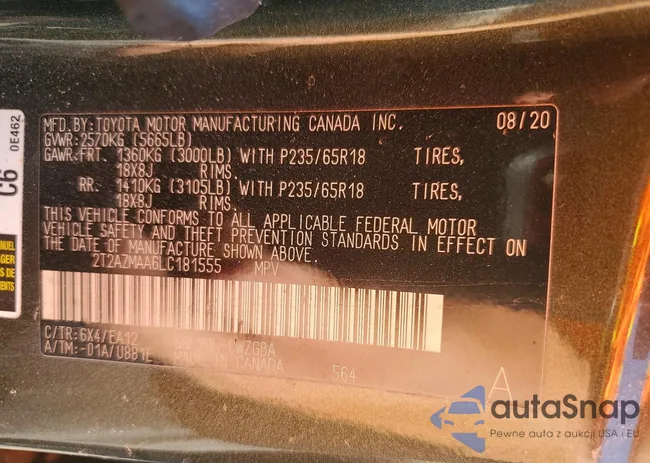 MFD.BY:TOYOTA MOTOR MANUFACTURING CANADA INC. 08/20
GVWR:2570KG (5665LB)
GAWR:FRT. 1360KG (3000LB) WITH P235/65R18 TIRES,
18X8J RIMS.
RR. 1410KG (3105LB) WITH P235/65R18 TIRES,
18X8J RIMS.
THIS VEHICLE CONFORMS TO ALL APPLICABLE FEDERAL MOTOR
VEHICLE SAFETY AND THEFT PREVENTION STANDARDS IN EFFECT ON
THE DATE OF MANUFACTURE SHOWN ABOVE.
2T2AZMAA6LC181555 MPV
C/TR:6X4/EA12
A/TM:-01A/U881E
CANADA
564
A
C6
0E462
autaSnap
Pewne auta z aukcji USA i EU